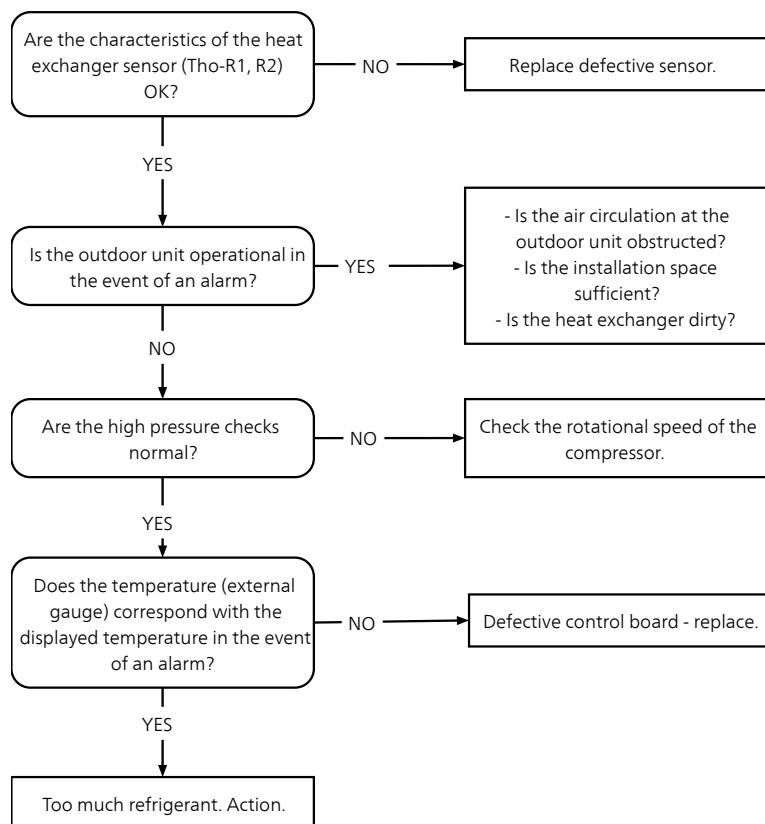 Are the characteristics of the heat
exchanger sensor (Tho-R1, R2)
OK?
NO
Replace defective sensor.
YES
Is the outdoor unit operational in
the event of an alarm?
YES
- Is the air circulation at the
outdoor unit obstructed?
- Is the installation space
sufficient?
- Is the heat exchanger dirty?
NO
Are the high pressure checks
normal?
NO
Check the rotational speed of the
compressor.
YES
Does the temperature (external
gauge) correspond with the
displayed temperature in the event
of an alarm?
NO
Defective control board - replace.
YES
Too much refrigerant. Action.